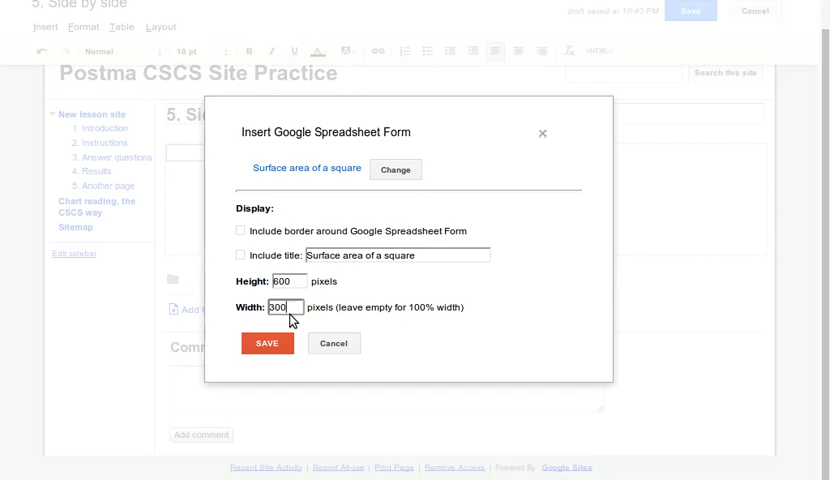 5. Side by side
draft saved at 10:40 PM
Save
Cancel
Insert Format Table Layout
Normal
10 pt
B I U A A
<HTML>
Postma CSCS Site Practice
Search this site
New lesson site
1. Introduction
2. Instructions
3. Answer questions
4. Results
5. Another page
Chart reading, the
CSCS way
Sitemap
Edit sidebar
5. Si
Insert Google Spreadsheet Form
Surface area of a square
Change
Display:
Include border around Google Spreadsheet Form
Include title: Surface area of a square
Height: 600 pixels
Width: 300 pixels (leave empty for 100% width)
SAVE
Cancel
Add f
Comm
Add comment
Recent Site Activity | Report Abuse | Print Page | Remove Access | Powered By Google Sites